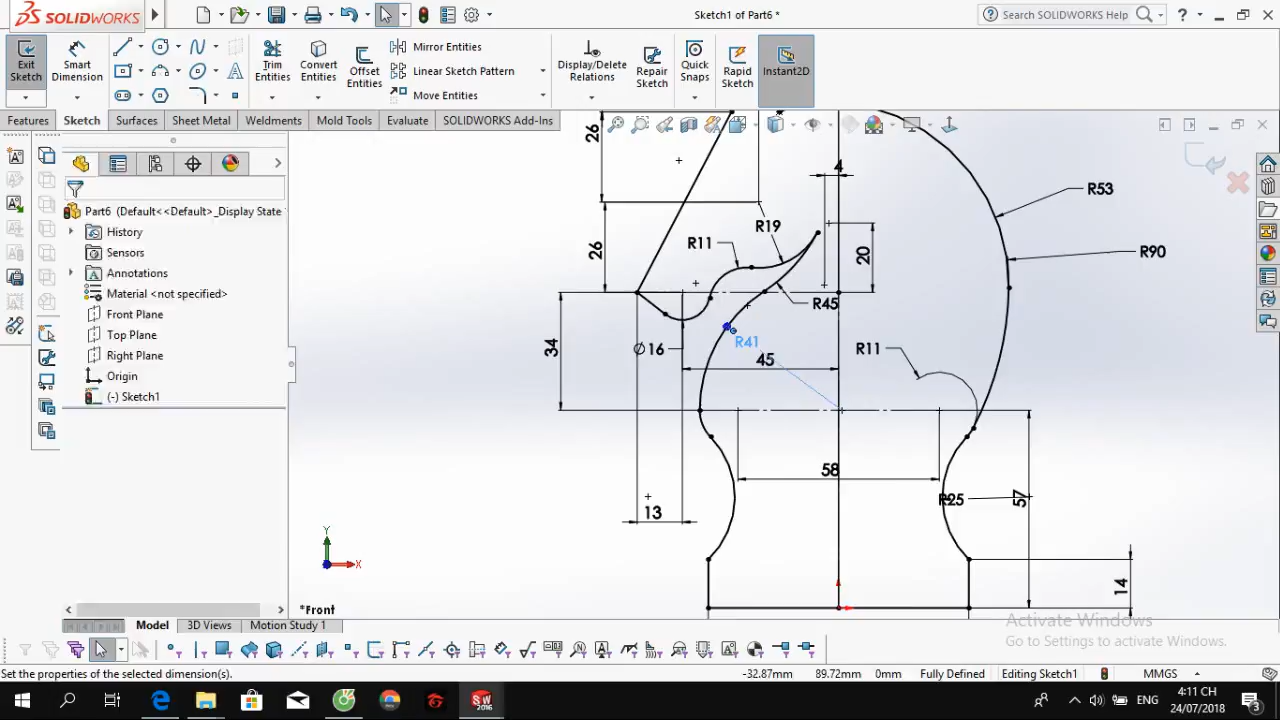 SOLIDWORKS
Sketch1 of Part6 *
Search SOLIDWORKS Help
Exit Sketch
Smart Dimension
Trim Entities
Convert Entities
Offset Entities
Mirror Entities
Linear Sketch Pattern
Move Entities
Display/Delete Relations
Repair Sketch
Quick Snaps
Rapid Sketch
Instant2D
Features
Sketch
Surfaces
Sheet Metal
Weldments
Mold Tools
Evaluate
SOLIDWORKS Add-Ins
Part6 (Default<<Default>_Display State
History
Sensors
Annotations
Material <not specified>
Front Plane
Top Plane
Right Plane
Origin
(-) Sketch1
26
4
R53
R19
R11
26
20
R90
R45
34
Ø16
R41
45
R11
58
13
R25
57
14
Y
X
*Front
Activate Windows
Go to Settings to activate Windows.
Model
3D Views
Motion Study 1
Set the properties of the selected dimension(s).
-32.87mm
89.72mm
0mm
Fully Defined
Editing Sketch1
MMGS
SW
2016
ENG
4:11 CH
24/07/2018
3